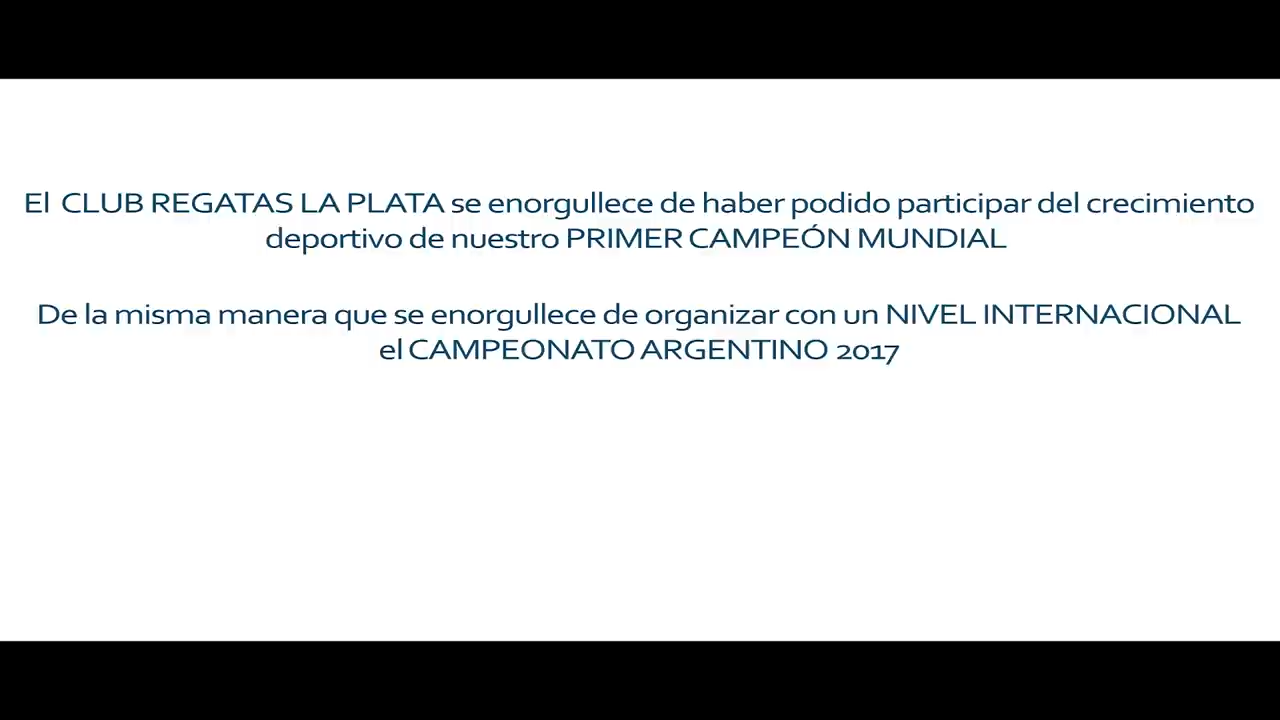 El CLUB REGATAS LA PLATA se enorgullece de haber podido participar del crecimiento
deportivo de nuestro PRIMER CAMPEÓN MUNDIAL
De la misma manera que se enorgullece de organizar con un NIVEL INTERNACIONAL
el CAMPEONATO ARGENTINO 2017